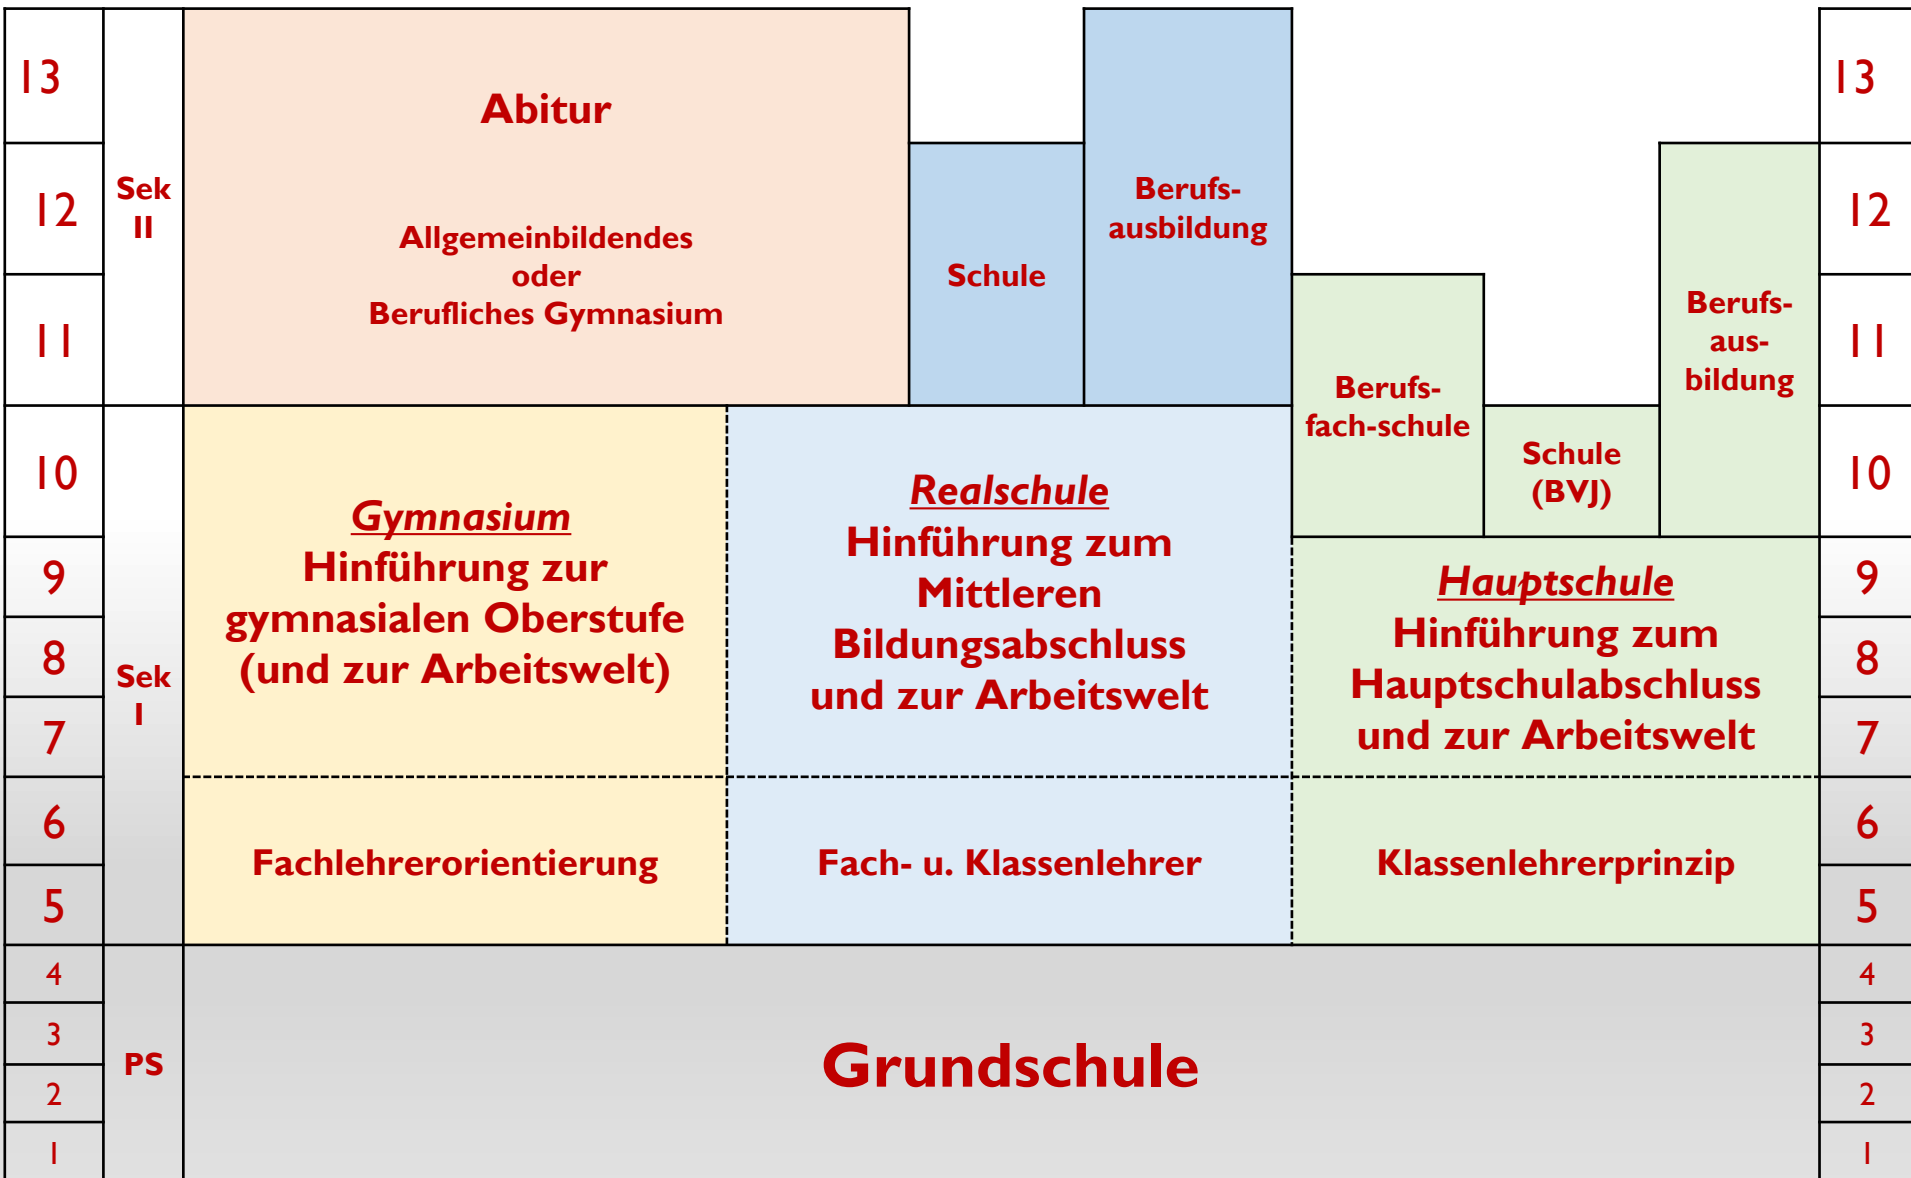 13
13
Abitur
12
Sek
II
Allgemeinbildendes
oder
Berufliches Gymnasium
Schule
Berufs-
ausbildung
12
11
Berufs-
fach-schule
Berufs-
aus-
bildung
11
10
Schule
(BVJ)
10
Gymnasium
Hinführung zur
gymnasialen Oberstufe
(und zur Arbeitswelt)
Realschule
Hinführung zum
Mittleren
Bildungsabschluss
und zur Arbeitswelt
Hauptschule
Hinführung zum
Hauptschulabschluss
und zur Arbeitswelt
9
9
8
8
Sek
I
7
7
6
6
Fachlehrerorientierung
Fach- u. Klassenlehrer
Klassenlehrerprinzip
5
5
4
4
3
3
PS
Grundschule
2
2
1
1